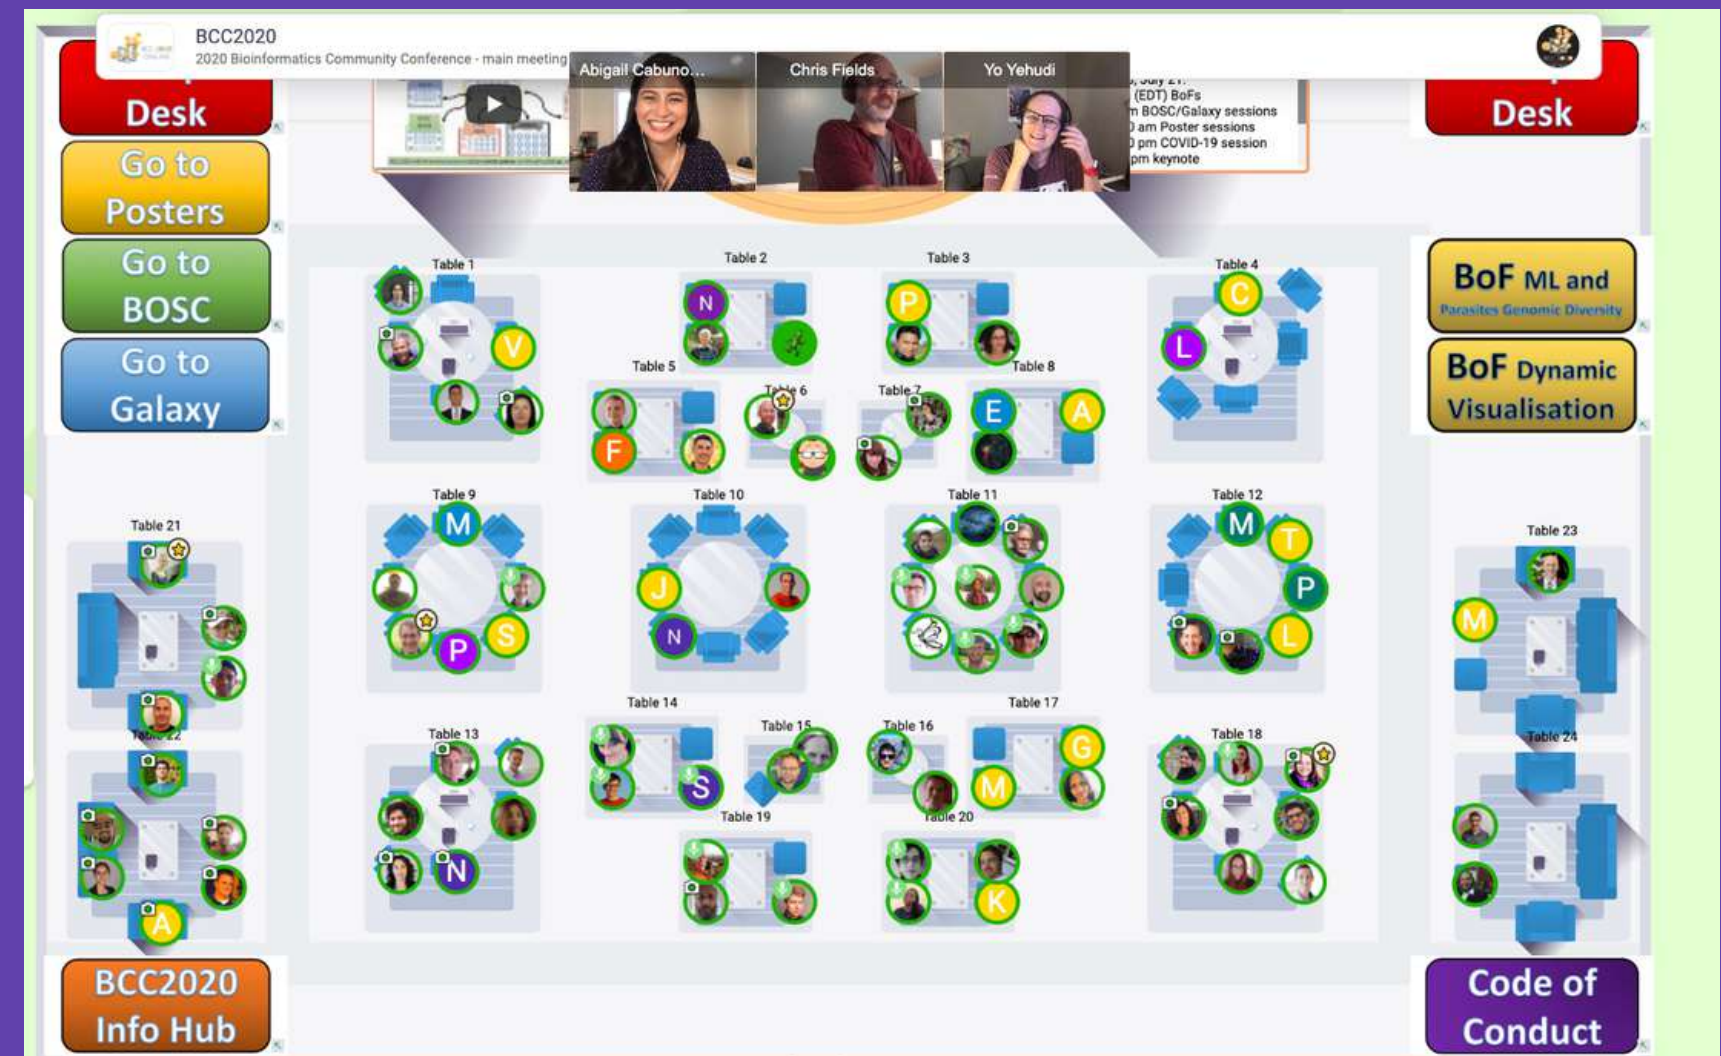 BCC2020
2020 Bioinformatics Community Conference - main meeting
Abigail Cabuno...
Chris Fields
Yo Yehudi
Desk
(EDT) BoFs
BOSC/Galaxy sessions
am Poster sessions
pm COVID-19 session
pm keynote
Desk
Go to
Posters
Go to
BOSC
Go to
Galaxy
BoF ML and
Parasites Genomic Diversity
BoF Dynamic
Visualisation
Table 1
Table 2
Table 3
Table 4
N
P
C
V
L
Table 5
Table 6
Table 7
Table 8
F
E
A
Table 9
Table 10
Table 11
Table 12
M
M
T
J
P
N
P
S
L
Table 21
Table 23
M
Table 13
Table 14
Table 15
Table 16
Table 17
Table 18
G
S
M
N
Table 22
A
Table 24
Table 19
Table 20
K
BCC2020
Info Hub
Code of
Conduct